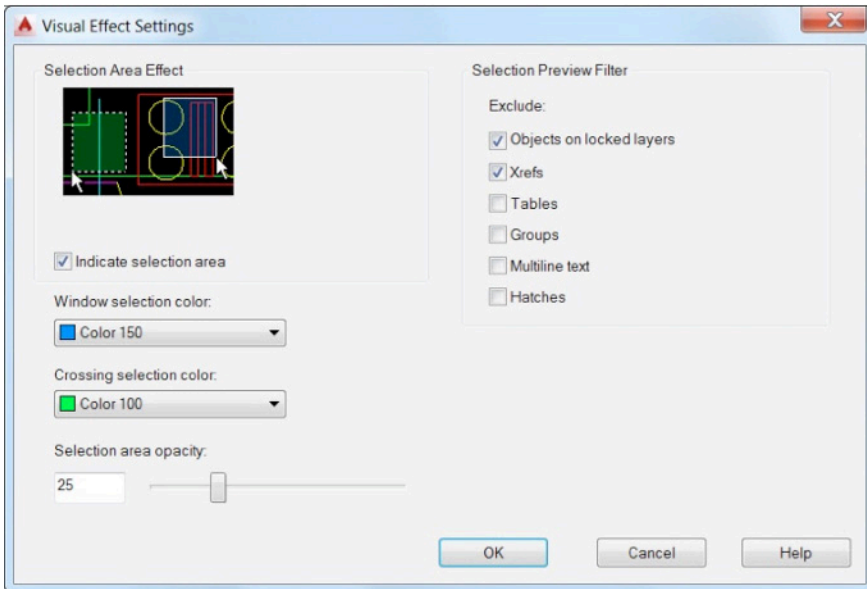 Visual Effect Settings
Selection Area Effect
Indicate selection area
Window selection color:
Color 150
Crossing selection color:
Color 100
Selection area opacity:
25
Selection Preview Filter
Exclude:
Objects on locked layers
Xrefs
Tables
Groups
Multiline text
Hatches
OK
Cancel
Help